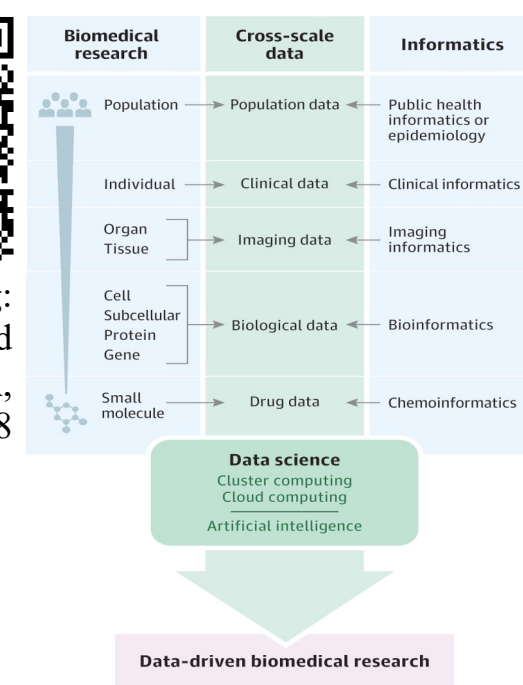 Biomedical
research
Cross-scale
data
Informatics
Population
Population data
Public health
informatics or
epidemiology
Individual
Clinical data
Clinical informatics
Organ
Tissue
Imaging data
Imaging
informatics
Cell
Subcellular
Protein
Gene
Biological data
Bioinformatics
Small
molecule
Drug data
Chemoinformatics
Data science
Cluster computing
Cloud computing
Artificial intelligence
Data-driven biomedical research